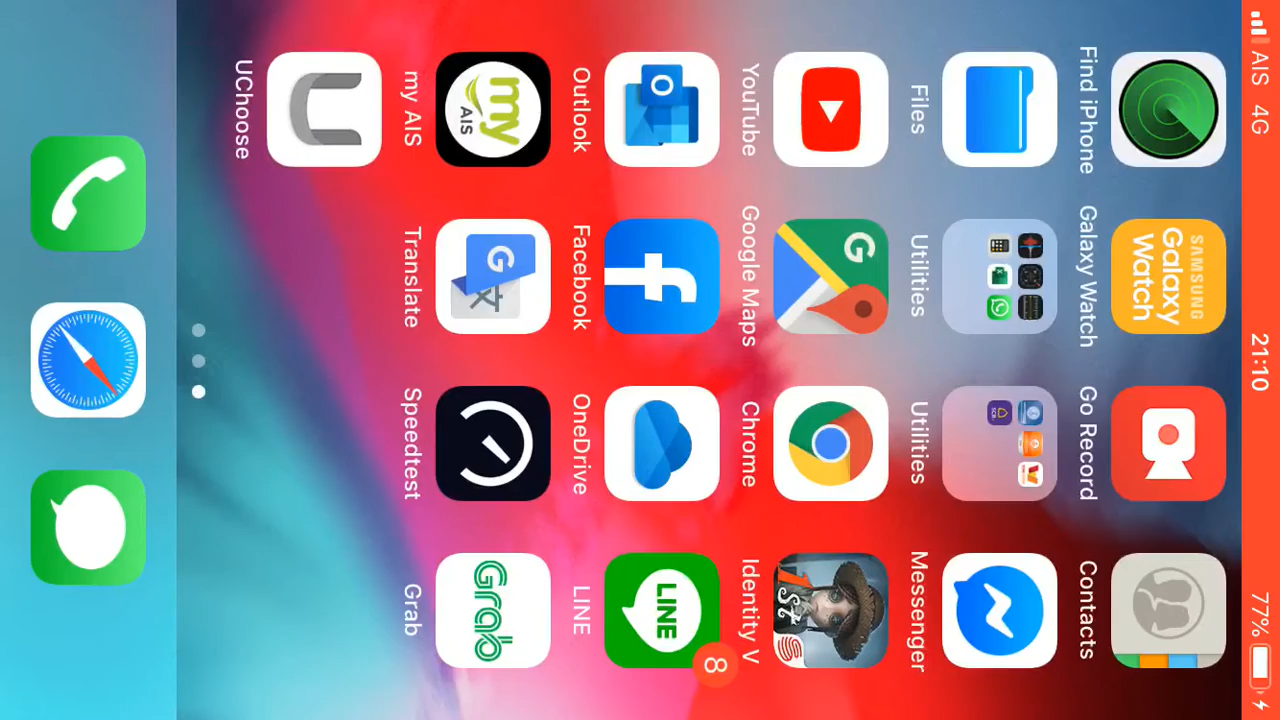 AIS 4G 21:10 77%
SAMSUNG
Galaxy
Watch
Find iPhone Galaxy Watch Go Record Contacts
Files Utilities Utilities Messenger
G
YouTube Google Maps Chrome Identity V
O
LINE
8
Outlook Facebook OneDrive LINE
my
AIS
G
文
Grab
my AIS Translate Speedtest Grab
U
UChoose